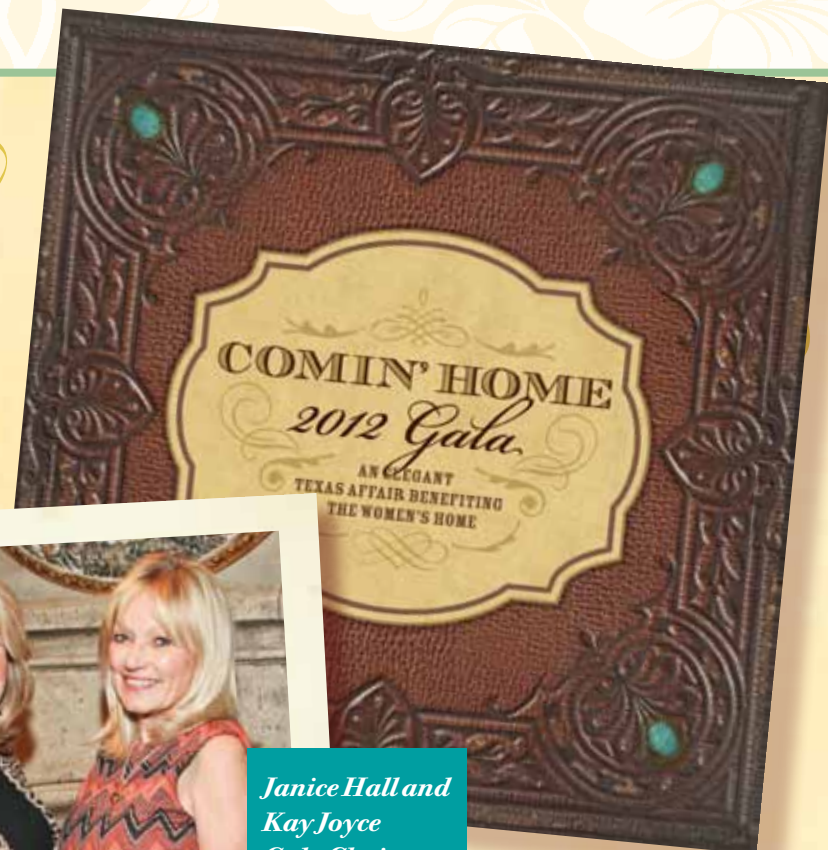 COMIN' HOME
2012 Gala
AN ELEGANT
TEXAS AFFAIR BENEFITING
THE WOMEN'S HOME
Janice Hall and
Kay Joyce